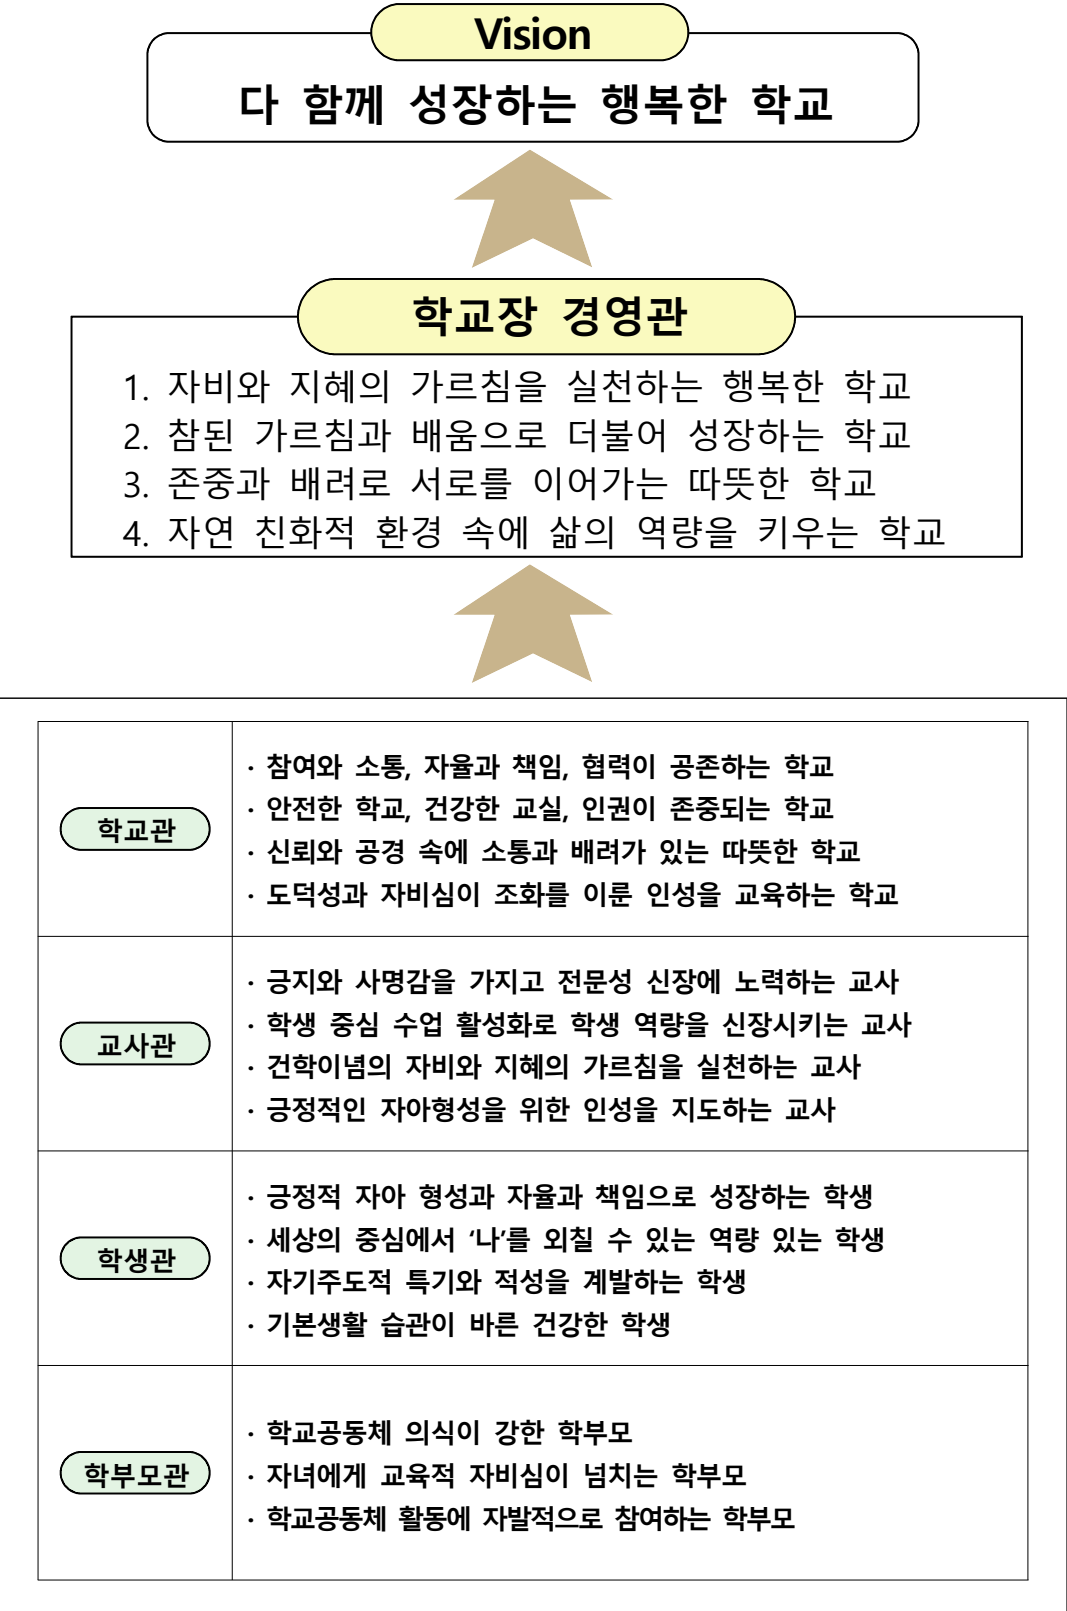 Vision
다 함께 성장하는 행복한 학교
학교장 경영관
1. 자비와 지혜의 가르침을 실천하는 행복한 학교
2. 참된 가르침과 배움으로 더불어 성장하는 학교
3. 존중과 배려로 서로를 이어가는 따뜻한 학교
4. 자연 친화적 환경 속에 삶의 역량을 키우는 학교
학교관
· 참여와 소통, 자율과 책임, 협력이 공존하는 학교
· 안전한 학교, 건강한 교실, 인권이 존중되는 학교
· 신뢰와 공경 속에 소통과 배려가 있는 따뜻한 학교
· 도덕성과 자비심이 조화를 이룬 인성을 교육하는 학교
교사관
· 긍지와 사명감을 가지고 전문성 신장에 노력하는 교사
· 학생 중심 수업 활성화로 학생 역량을 신장시키는 교사
· 건학이념의 자비와 지혜의 가르침을 실천하는 교사
· 긍정적인 자아형성을 위한 인성을 지도하는 교사
학생관
· 긍정적 자아 형성과 자율과 책임으로 성장하는 학생
· 세상의 중심에서 ‘나’를 외칠 수 있는 역량 있는 학생
· 자기주도적 특기와 적성을 계발하는 학생
· 기본생활 습관이 바른 건강한 학생
학부모관
· 학교공동체 의식이 강한 학부모
· 자녀에게 교육적 자비심이 넘치는 학부모
· 학교공동체 활동에 자발적으로 참여하는 학부모